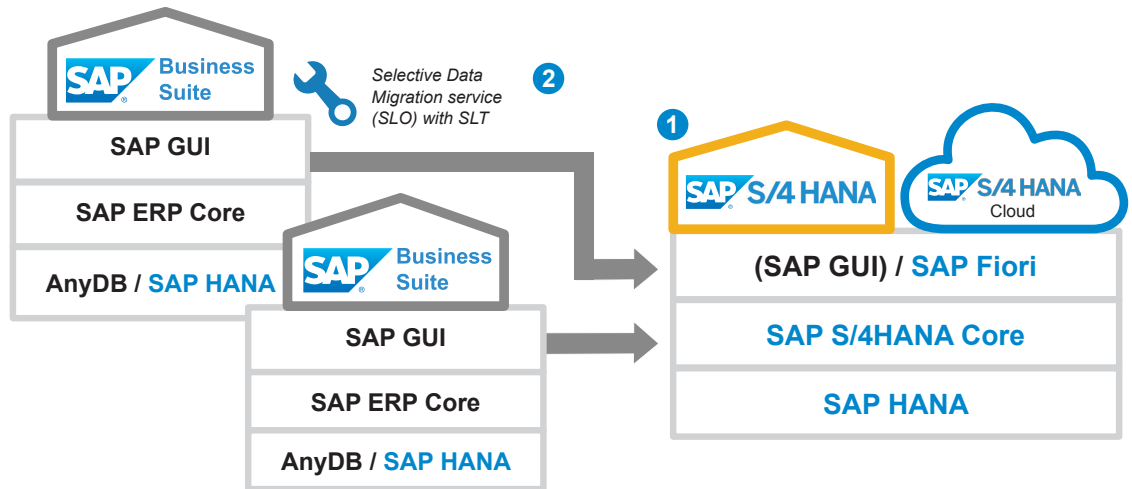 SAP Business
Suite
SAP GUI
SAP ERP Core
AnyDB / SAP HANA
Selective Data
Migration service
(SLO) with SLT
2
SAP Business
Suite
SAP GUI
SAP ERP Core
AnyDB / SAP HANA
1
SAP S/4 HANA
SAP S/4 HANA
Cloud
(SAP GUI) / SAP Fiori
SAP S/4HANA Core
SAP HANA